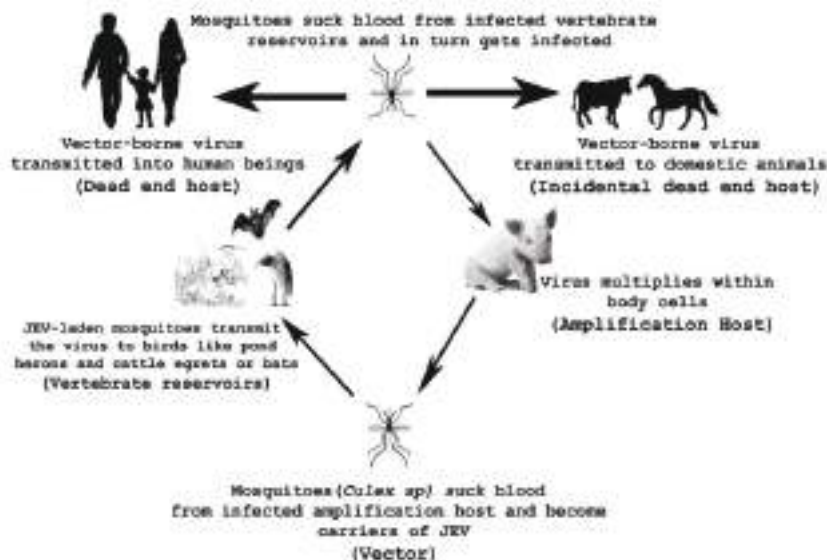 Mosquitoes suck blood from infected vertebrate
reservoirs and in turn gets infected
Vector-borne virus
transmitted into human beings
(Dead end host)
Vector-borne virus
transmitted to domestic animals
(Incidental dead end host)
Virus multiplies within
body cells
(Amplification Host)
JEV-laden mosquitoes transmit
the virus to birds like pond
herons and cattle egrets or bats
(Vertebrate reservoirs)
Mosquitoes(Culex sp) suck blood
from infected amplification host and become
carriers of JEV
(Vector)